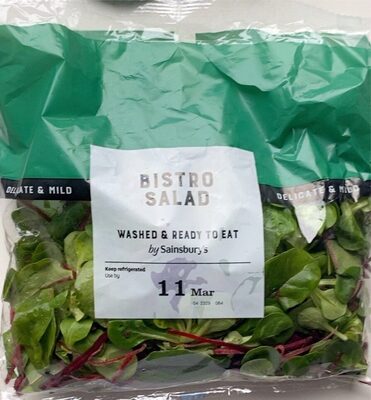 DELICATE & MILD
DELICATE & MILD
BISTRO
SALAD
WASHED & READY TO EAT
by Sainsbury's
Keep refrigerated
Use by
11 Mar